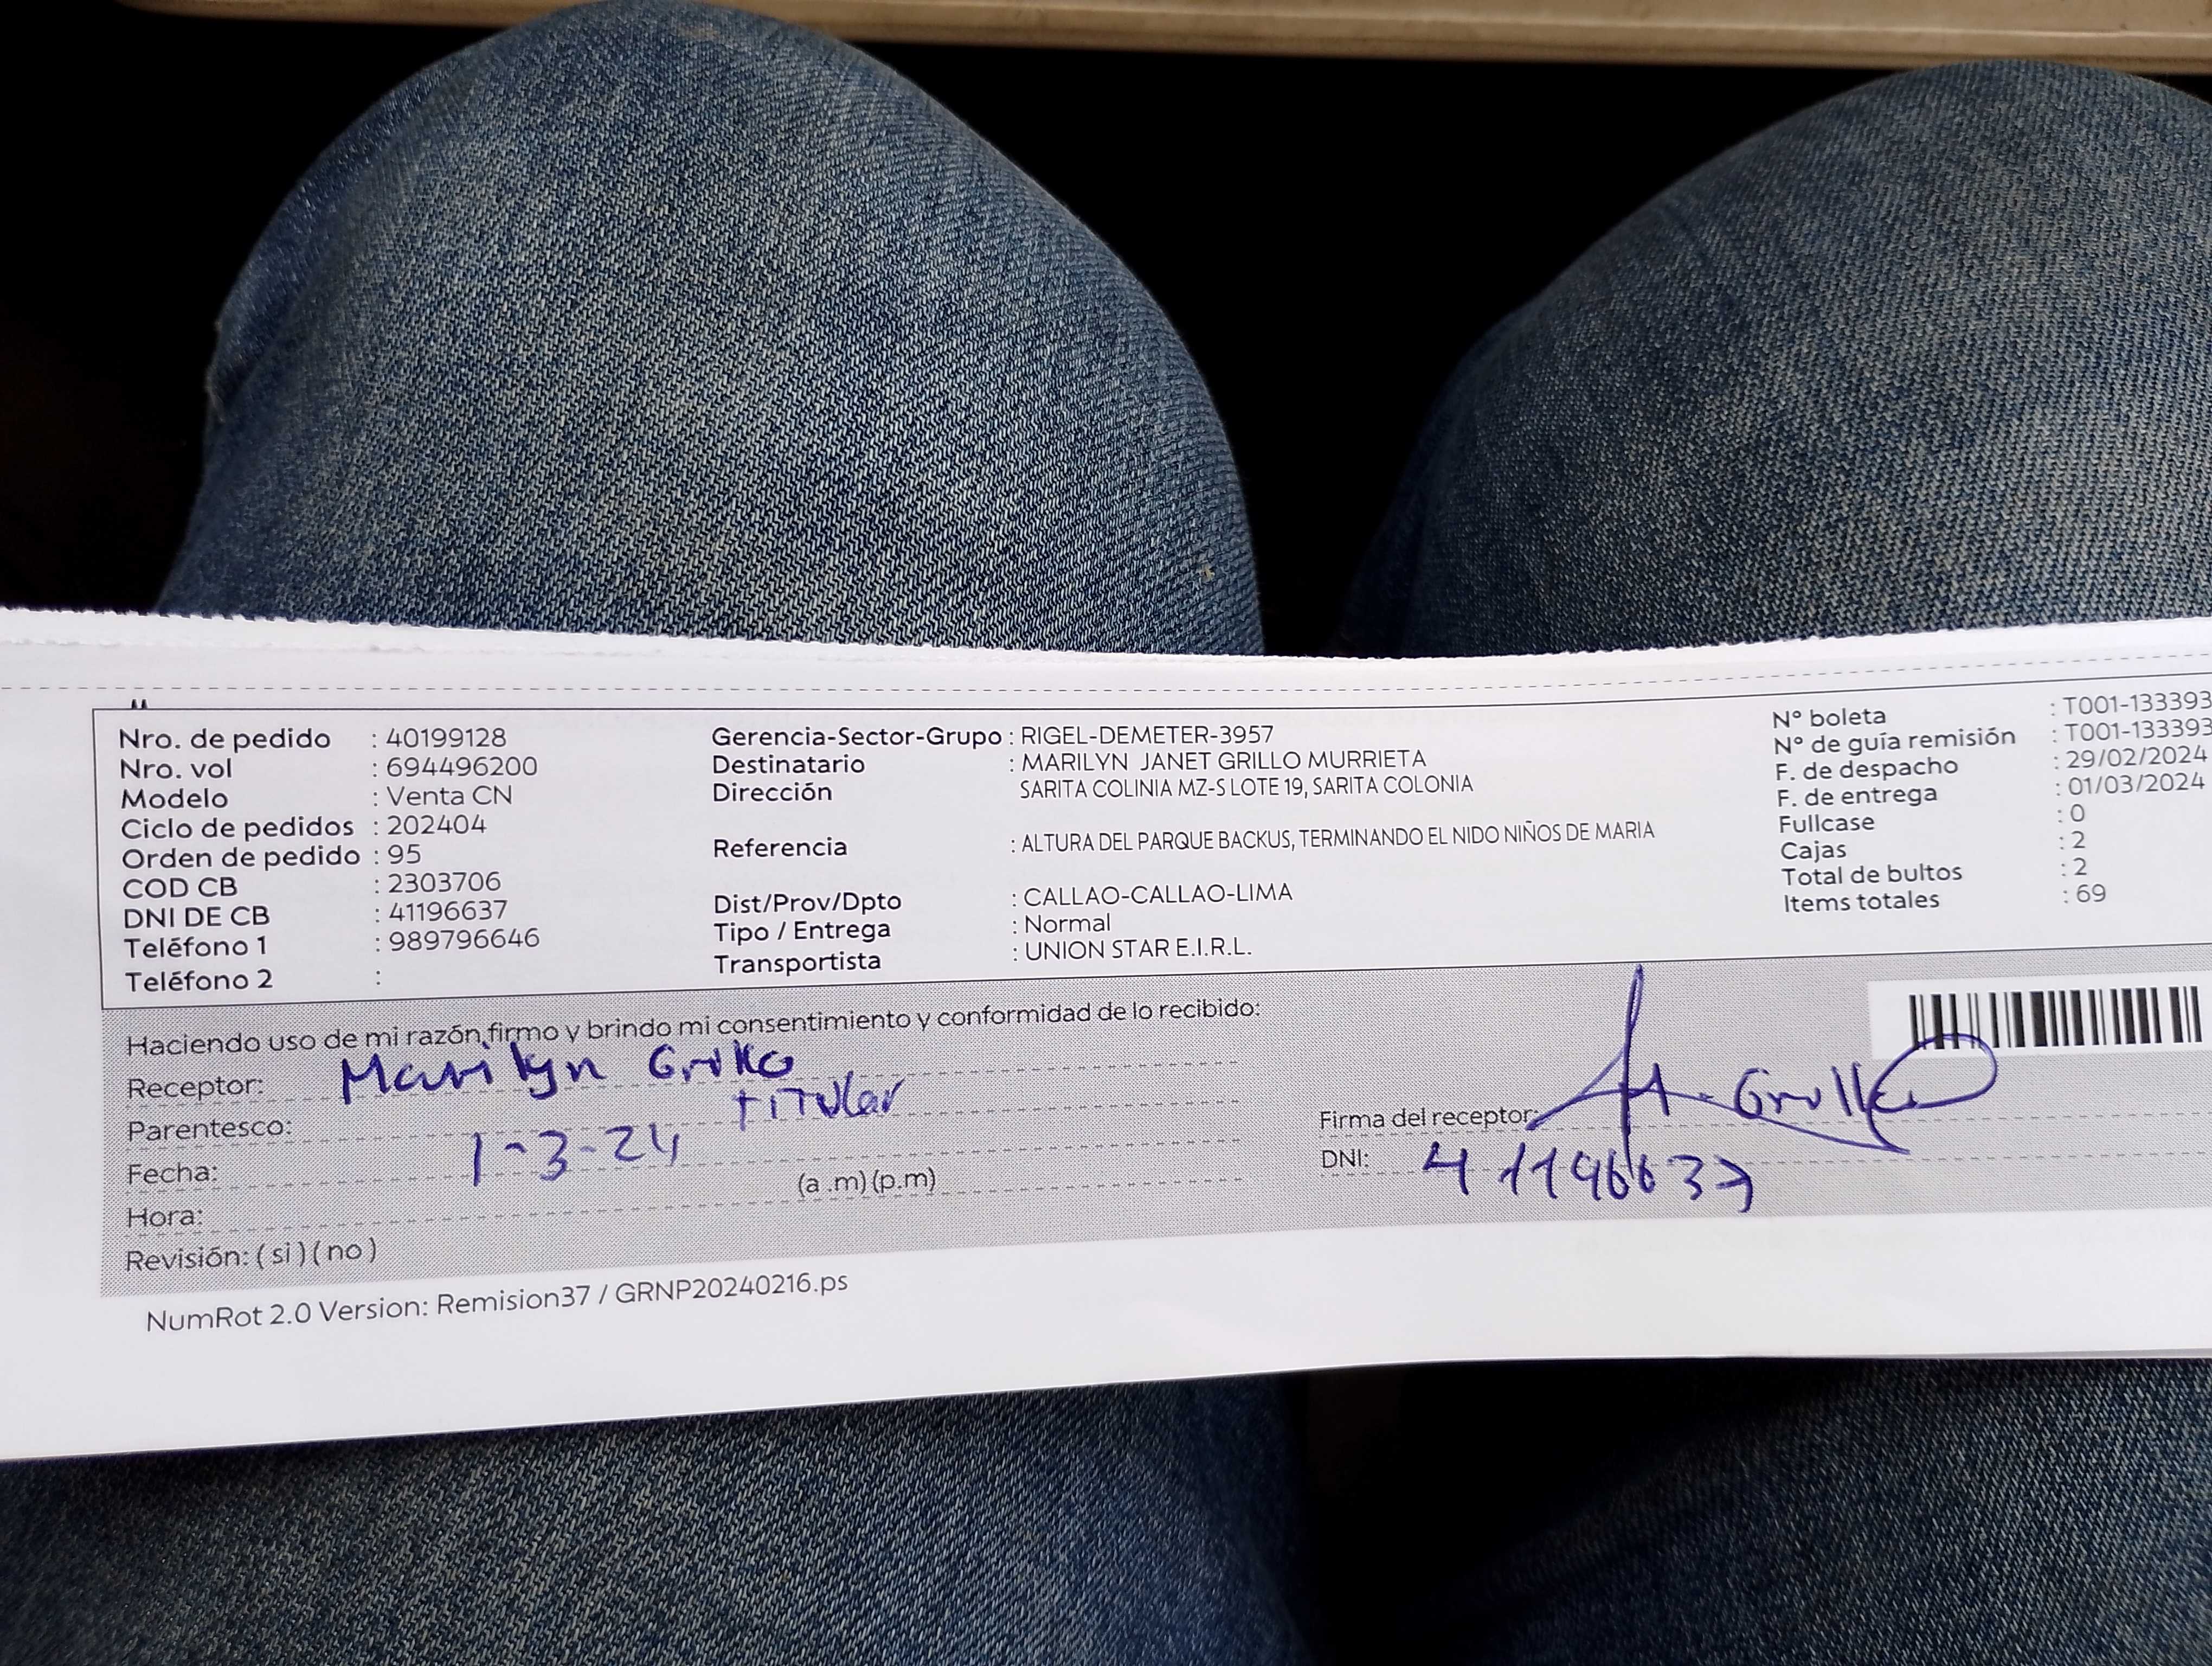 Nro. de pedido : 40199128
Nro. vol : 694496200
Modelo : Venta CN
Ciclo de pedidos : 202404
Orden de pedido : 95
COD CB : 2303706
DNI DE CB : 41196637
Teléfono 1 : 989796646
Teléfono 2 :
Gerencia-Sector-Grupo : RIGEL-DEMETER-3957
Destinatario : MARILYN JANET GRILLO MURRIETA
Dirección SARITA COLINIA MZ-S LOTE 19, SARITA COLONIA
Referencia : ALTURA DEL PARQUE BACKUS, TERMINANDO EL NIDO NIÑOS DE MARIA
Dist/Prov/Dpto : CALLAO-CALLAO-LIMA
Tipo / Entrega : Normal
Transportista : UNION STAR E.I.R.L.
N° boleta : T001-133393
N° de guía remisión : T001-133393
F. de despacho : 29/02/2024
F. de entrega : 01/03/2024
Fullcase : 0
Cajas : 2
Total de bultos : 2
Items totales : 69
Haciendo uso de mi razón,firmo y brindo mi consentimiento y conformidad de lo recibido:
Receptor: Marilyn Grillo
Parentesco: titular
Fecha: 1-3-24
Hora: (a .m) (p.m)
Revisión: ( si ) ( no )
Firma del receptor: Grillo
DNI: 41196637
NumRot 2.0 Version: Remision37 / GRNP20240216.ps